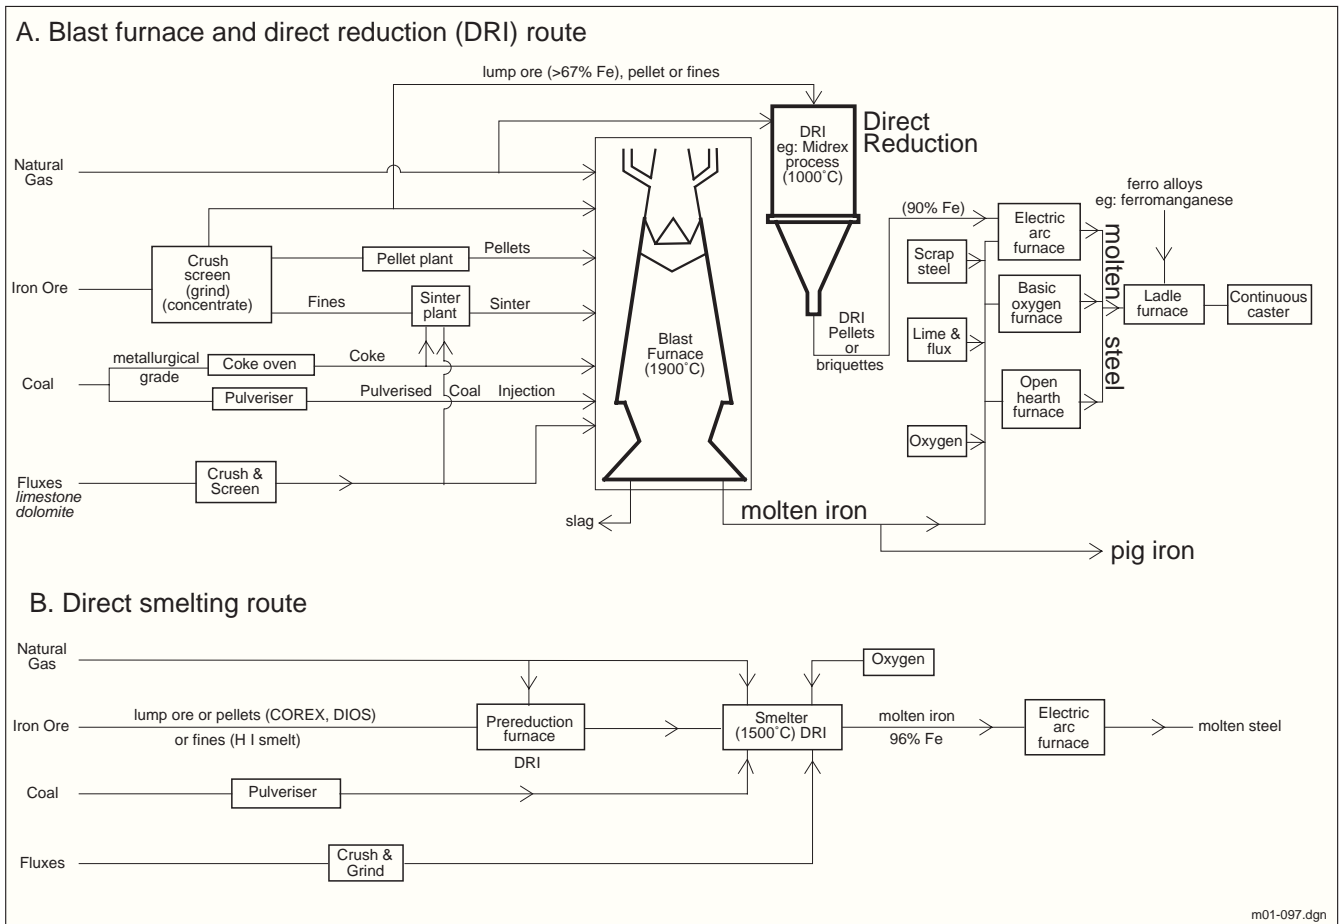 A. Blast furnace and direct reduction (DRI) route
lump ore (>67% Fe), pellet or fines
Natural
Gas
Iron Ore
Crush
screen
(grind)
(concentrate)
Pellet plant
Pellets
Fines
Sinter
plant
Sinter
Coal
metallurgical
grade
Coke oven
Coke
Pulveriser
Pulverised Coal Injection
Fluxes
limestone
dolomite
Crush &
Screen
Blast
Furnace
(1900˚C)
slag
molten iron
pig iron
DRI
eg: Midrex
process
(1000˚C)
Direct
Reduction
DRI
Pellets
or
briquettes
(90% Fe)
Scrap
steel
Lime &
flux
Oxygen
Electric
arc
furnace
Basic
oxygen
furnace
Open
hearth
furnace
molten steel
ferro alloys
eg: ferromanganese
Ladle
furnace
Continuous
caster
B. Direct smelting route
Natural
Gas
Oxygen
Iron Ore
lump ore or pellets (COREX, DIOS)
or fines (H I smelt)
Prereduction
furnace
DRI
Smelter
(1500˚C) DRI
molten iron
96% Fe
Electric
arc
furnace
molten steel
Coal
Pulveriser
Fluxes
Crush &
Grind
m01-097.dgn